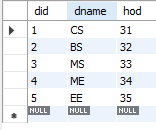 did dname hod
1 CS 31
2 BS 32
3 MS 33
4 ME 34
5 EE 35
NULL NULL NULL